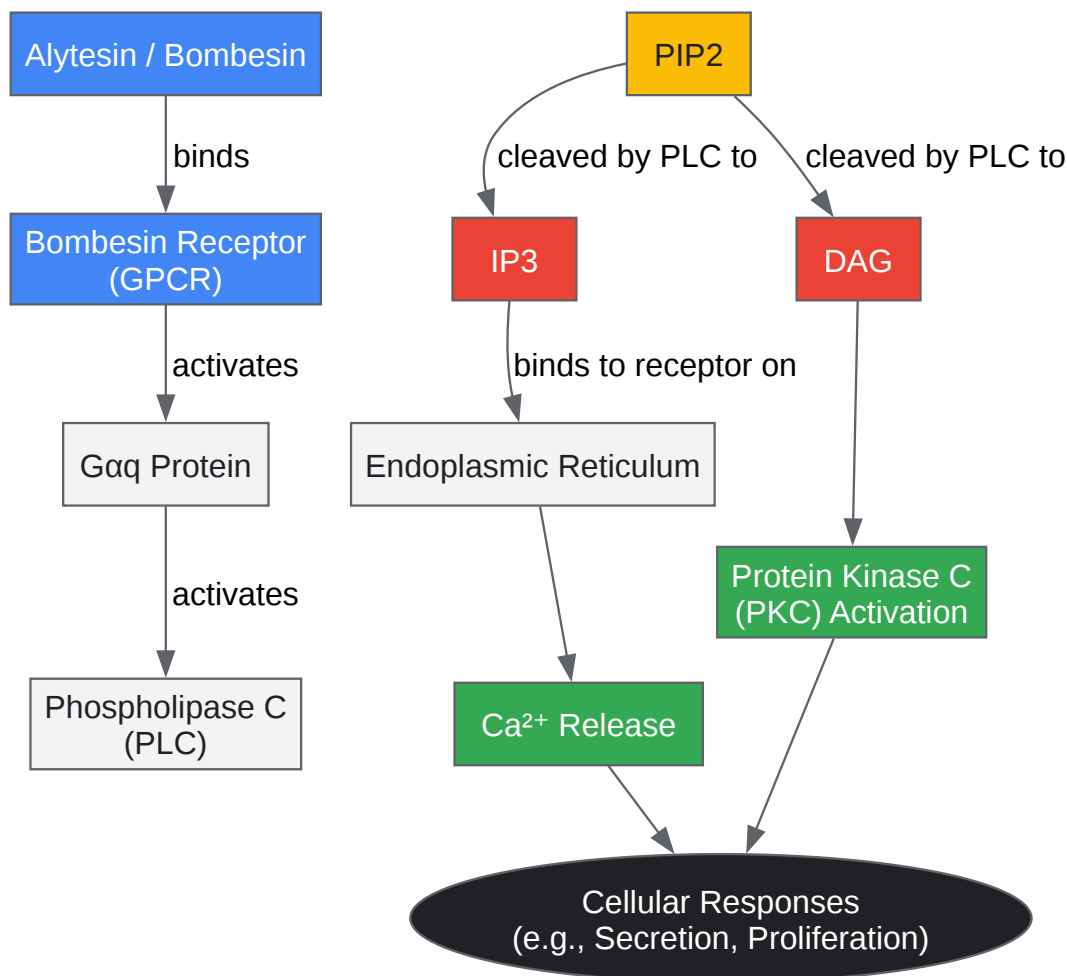 Alytesin / Bombesin
PIP2
binds
cleaved by PLC to
cleaved by PLC to
Bombesin Receptor
(GPCR)
IP3
DAG
activates
binds to receptor on
Gαq Protein
Endoplasmic Reticulum
activates
Protein Kinase C
(PKC) Activation
Phospholipase C
(PLC)
Ca²⁺ Release
Cellular Responses
(e.g., Secretion, Proliferation)